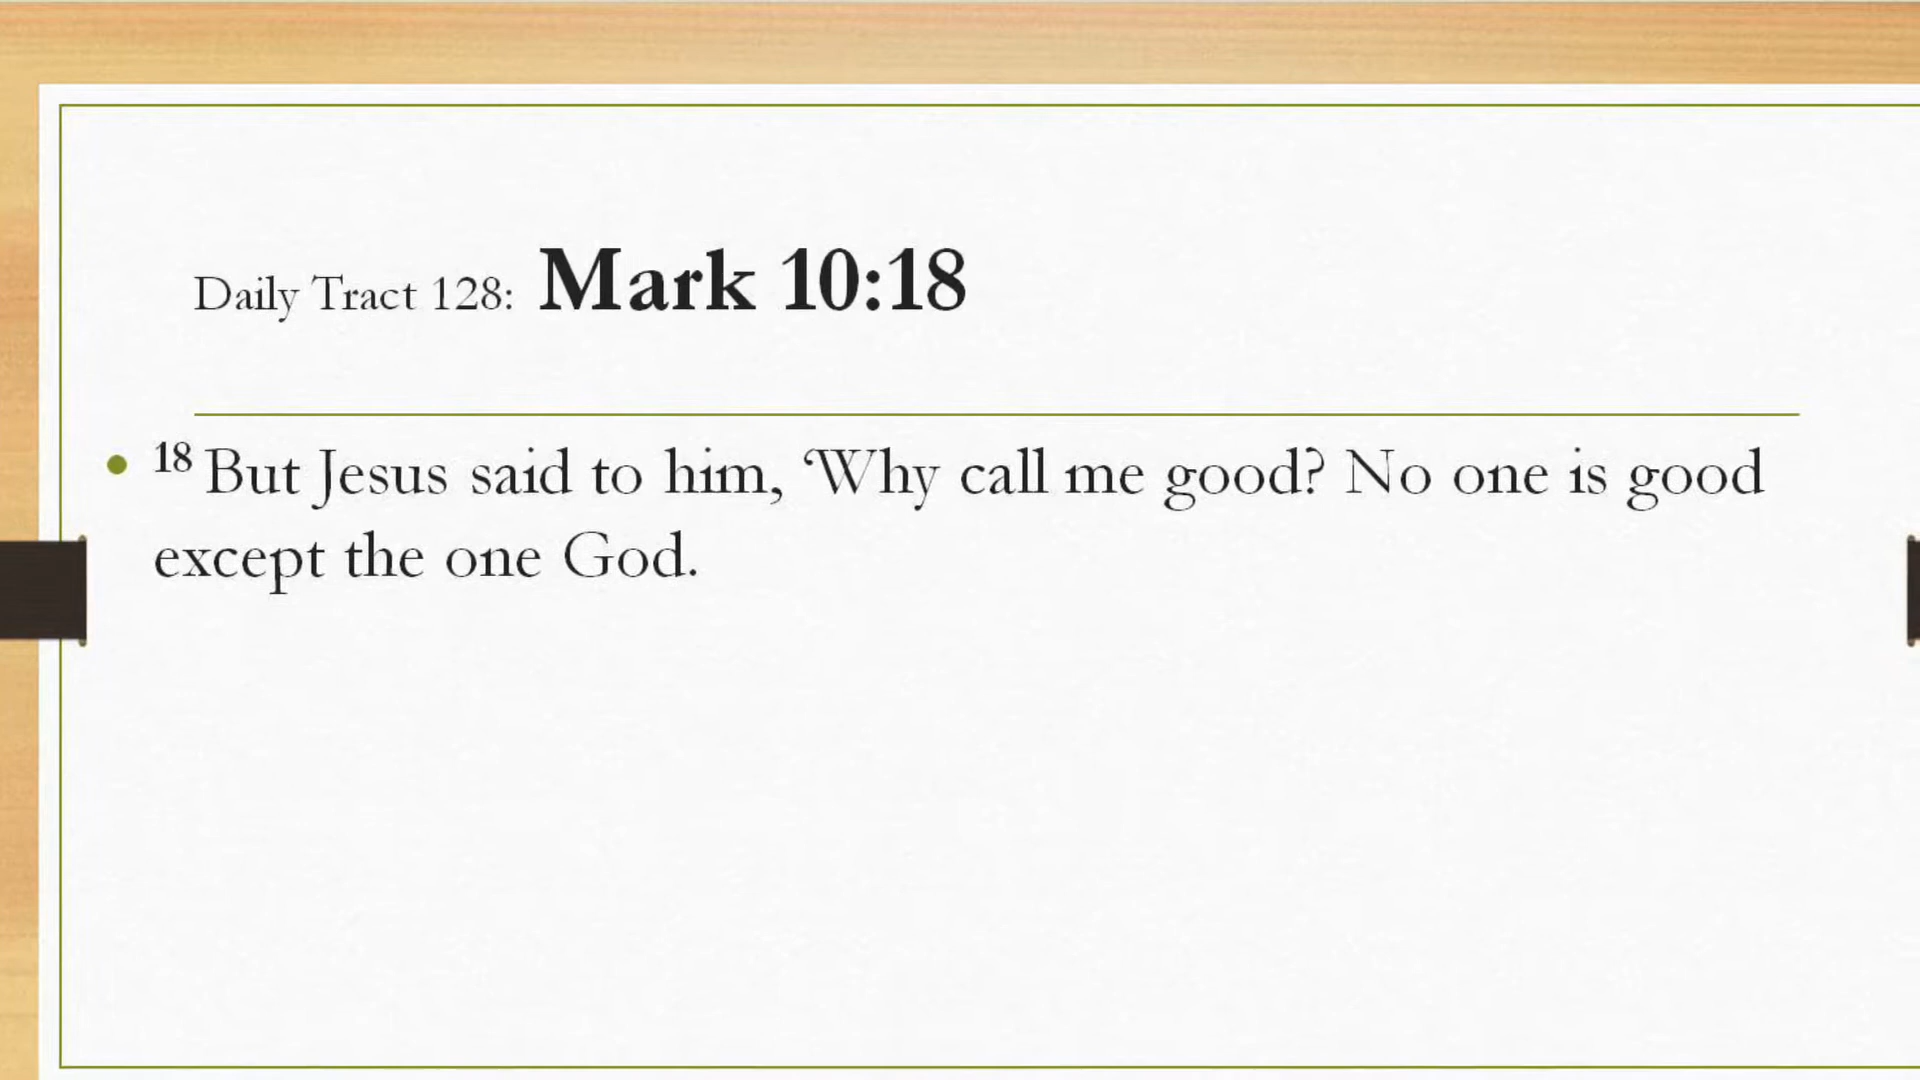 Daily Tract 128: Mark 10:18
• 18 But Jesus said to him, ‘Why call me good? No one is good
except the one God.